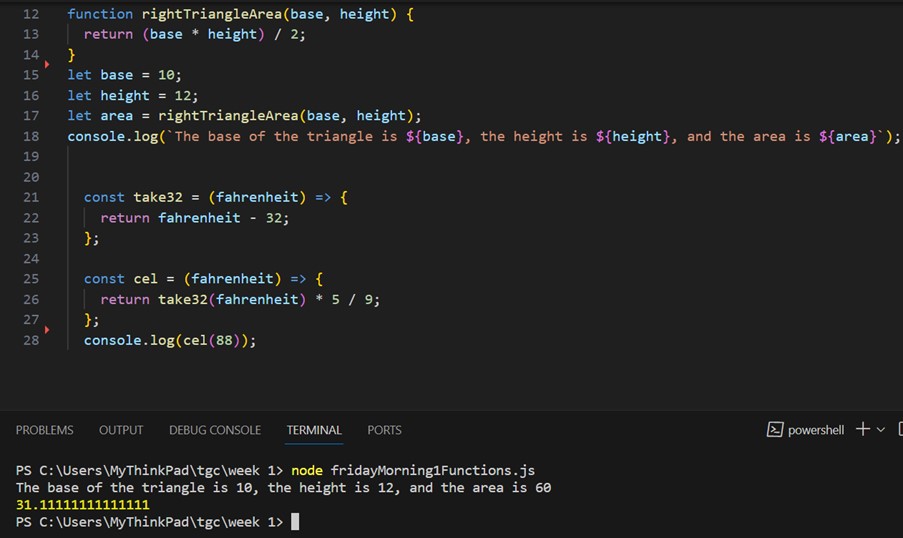 12 function rightTriangleArea(base, height) {
13 return (base * height) / 2;
14 }
15 let base = 10;
16 let height = 12;
17 let area = rightTriangleArea(base, height);
18 console.log(`The base of the triangle is ${base}, the height is ${height}, and the area is ${area}`);
19
20
21 const take32 = (fahrenheit) => {
22 return fahrenheit - 32;
23 };
24
25 const cel = (fahrenheit) => {
26 return take32(fahrenheit) * 5 / 9;
27 };
28 console.log(cel(88));
PROBLEMS OUTPUT DEBUG CONSOLE TERMINAL PORTS powershell
PS C:\Users\MyThinkPad\tgc\week 1> node fridayMorning1Functions.js
The base of the triangle is 10, the height is 12, and the area is 60
31.11111111111111
PS C:\Users\MyThinkPad\tgc\week 1>